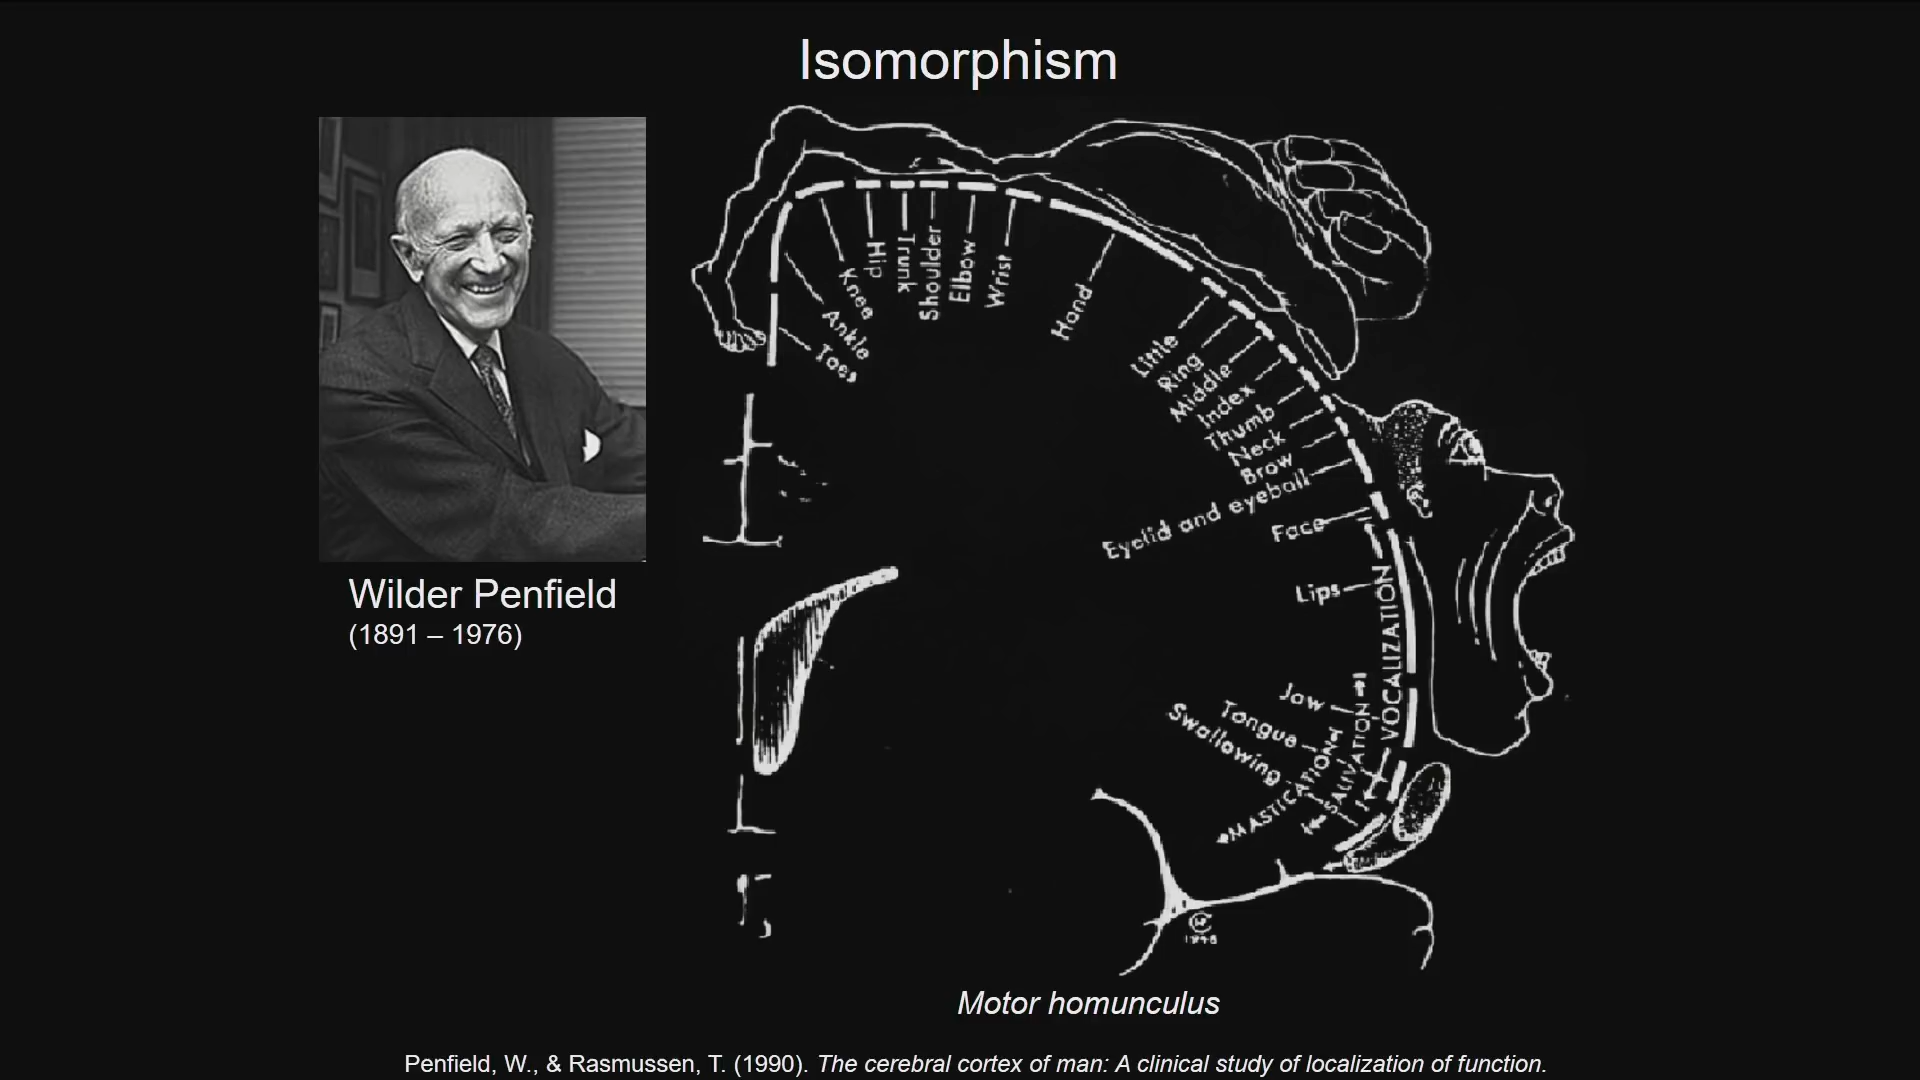 Isomorphism
Wilder Penfield
(1891 – 1976)
Toes
Ankle
Knee
Hip
Trunk
Shoulder
Elbow
Wrist
Hand
Little
Ring
Middle
Index
Thumb
Neck
Brow
Eyelid and eyeball
Face
Lips
VOCALIZATION
Jaw
Tongue
Swallowing
SALIVATION
MASTICATION
Motor homunculus
Penfield, W., & Rasmussen, T. (1990). The cerebral cortex of man: A clinical study of localization of function.